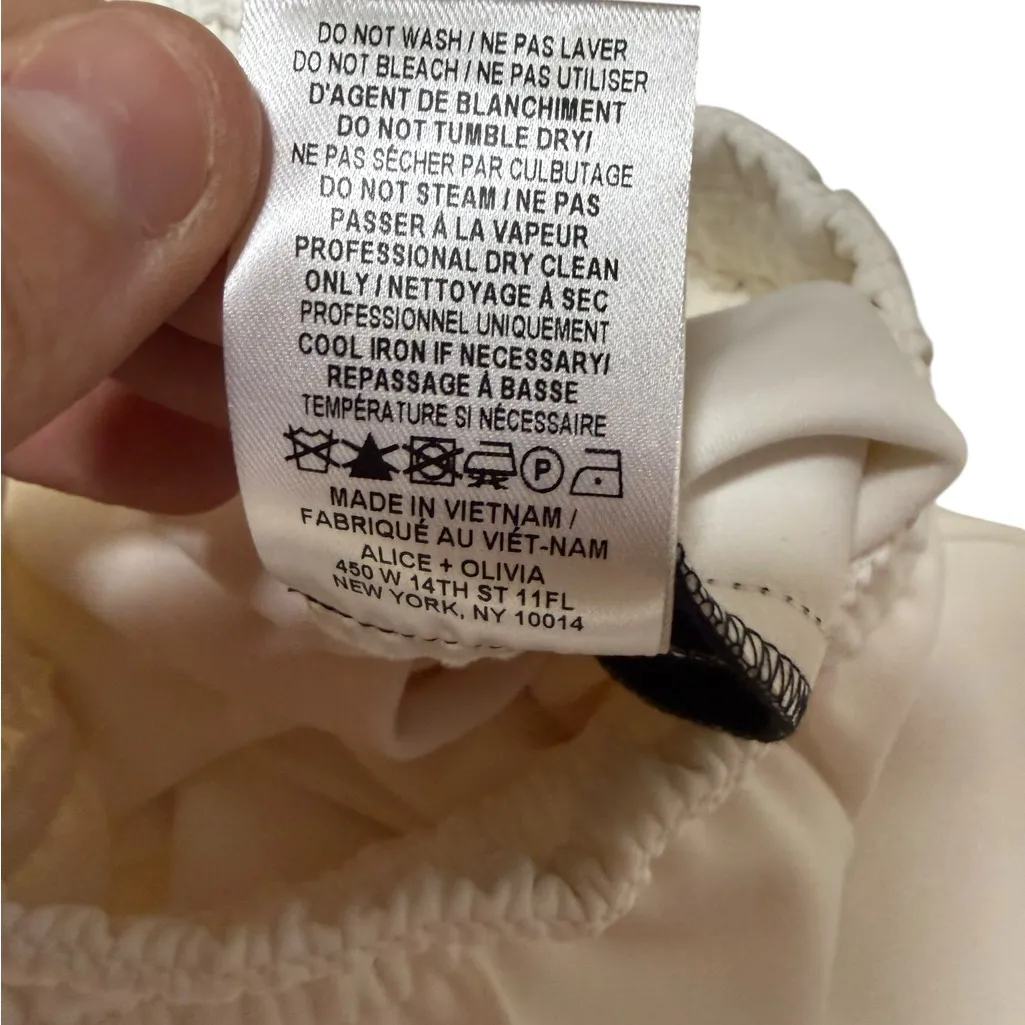 DO NOT WASH / NE PAS LAVER
DO NOT BLEACH / NE PAS UTILISER
D'AGENT DE BLANCHIMENT
DO NOT TUMBLE DRY/
NE PAS SÉCHER PAR CULBUTAGE
DO NOT STEAM / NE PAS
PASSER À LA VAPEUR
PROFESSIONAL DRY CLEAN
ONLY / NETTOYAGE À SEC
PROFESSIONNEL UNIQUEMENT
COOL IRON IF NECESSARY/
REPASSAGE À BASSE
TEMPÉRATURE SI NÉCESSAIRE
P
MADE IN VIETNAM /
FABRIQUÉ AU VIÉT-NAM
ALICE + OLIVIA
450 W 14TH ST 11FL
NEW YORK, NY 10014